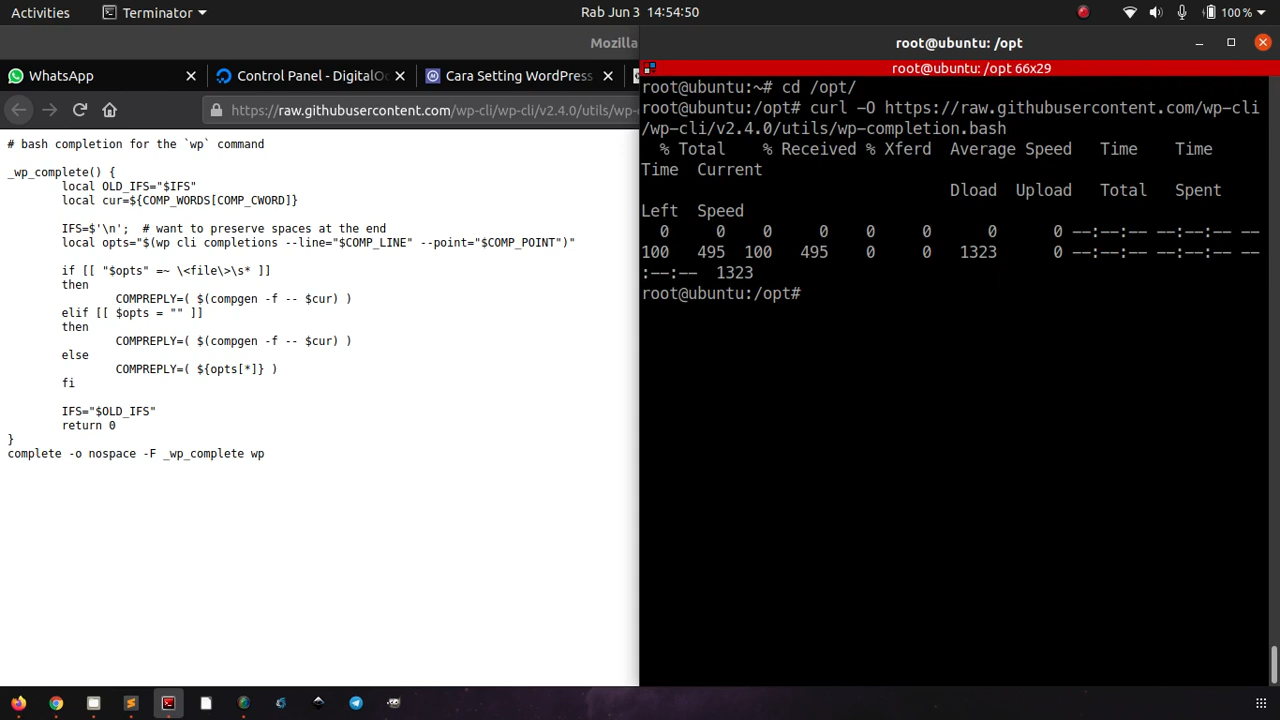 Activities
Terminator
Rab Jun 3 14:54:50
100 %
Mozilla
root@ubuntu: /opt
WhatsApp
Control Panel - DigitalOc
Cara Setting WordPress
root@ubuntu: /opt 66x29
https://raw.githubusercontent.com/wp-cli/wp-cli/v2.4.0/utils/wp-
# bash completion for the `wp` command
_wp_complete() {
local OLD_IFS="$IFS"
local cur=${COMP_WORDS[COMP_CWORD]}
IFS=$'\n';  # want to preserve spaces at the end
local opts="$(wp cli completions --line="$COMP_LINE" --point="$COMP_POINT")"
if [[ "$opts" =~ \<file\>\s* ]]
then
COMPREPLY=( $(compgen -f -- $cur) )
elif [[ $opts = "" ]]
then
COMPREPLY=( $(compgen -f -- $cur) )
else
COMPREPLY=( ${opts[*]} )
fi
IFS="$OLD_IFS"
return 0
}
complete -o nospace -F _wp_complete wp
root@ubuntu:~# cd /opt/
root@ubuntu:/opt# curl -O https://raw.githubusercontent.com/wp-cli
/wp-cli/v2.4.0/utils/wp-completion.bash
% Total    % Received % Xferd  Average Speed   Time    Time
Time  Current
Dload  Upload   Total   Spent
Left  Speed
0     0    0     0    0     0      0      0 --:--:-- --:--:-- --
100   495  100   495    0     0   1323      0 --:--:-- --:--:-- --
:--:--  1323
root@ubuntu:/opt#